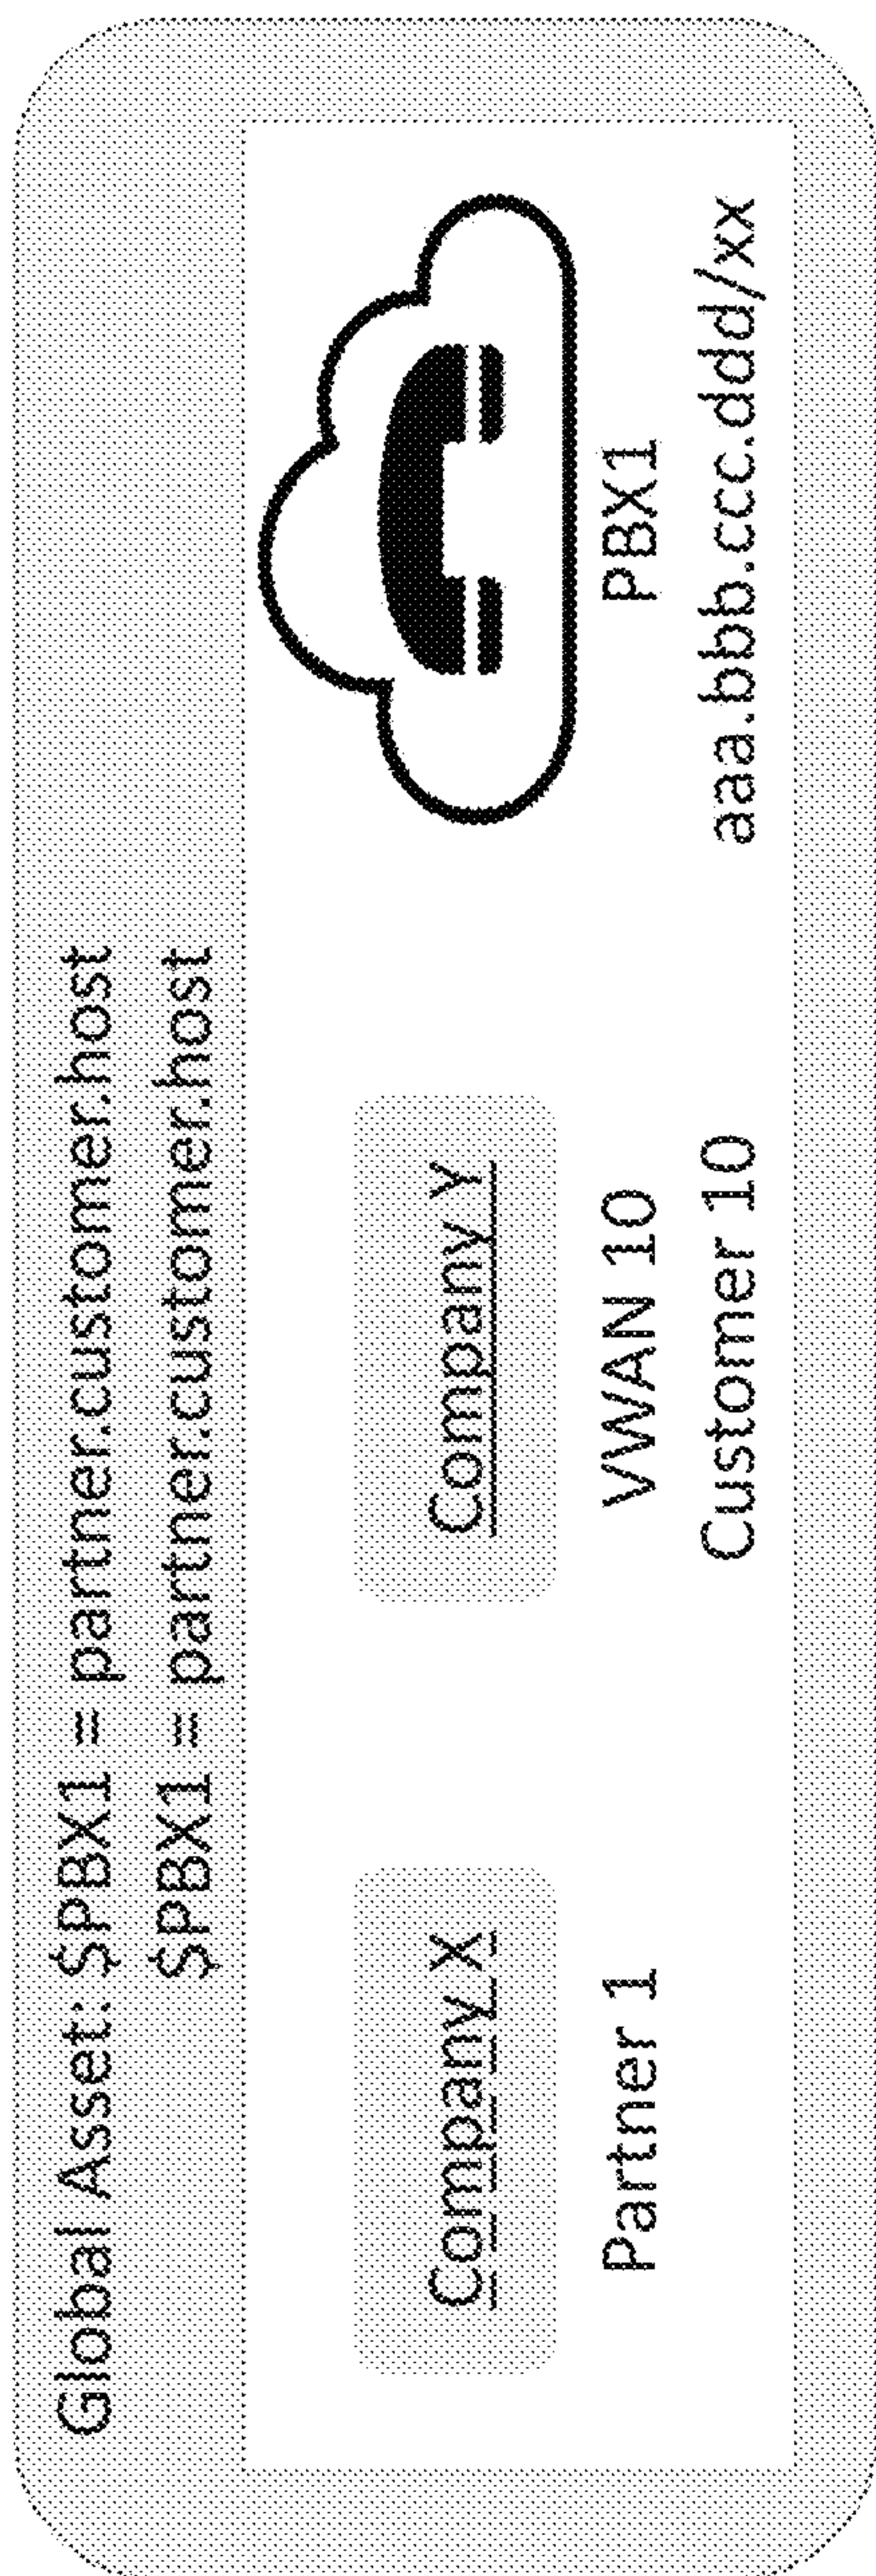 Global Asset: $PBX1 = partner.customer.host
$PBX1 = partner.customer.host
Company X
Partner 1
Company Y
VWAN 10
Customer 10
PBX1
aaa.bbb.ccc.ddd/xx